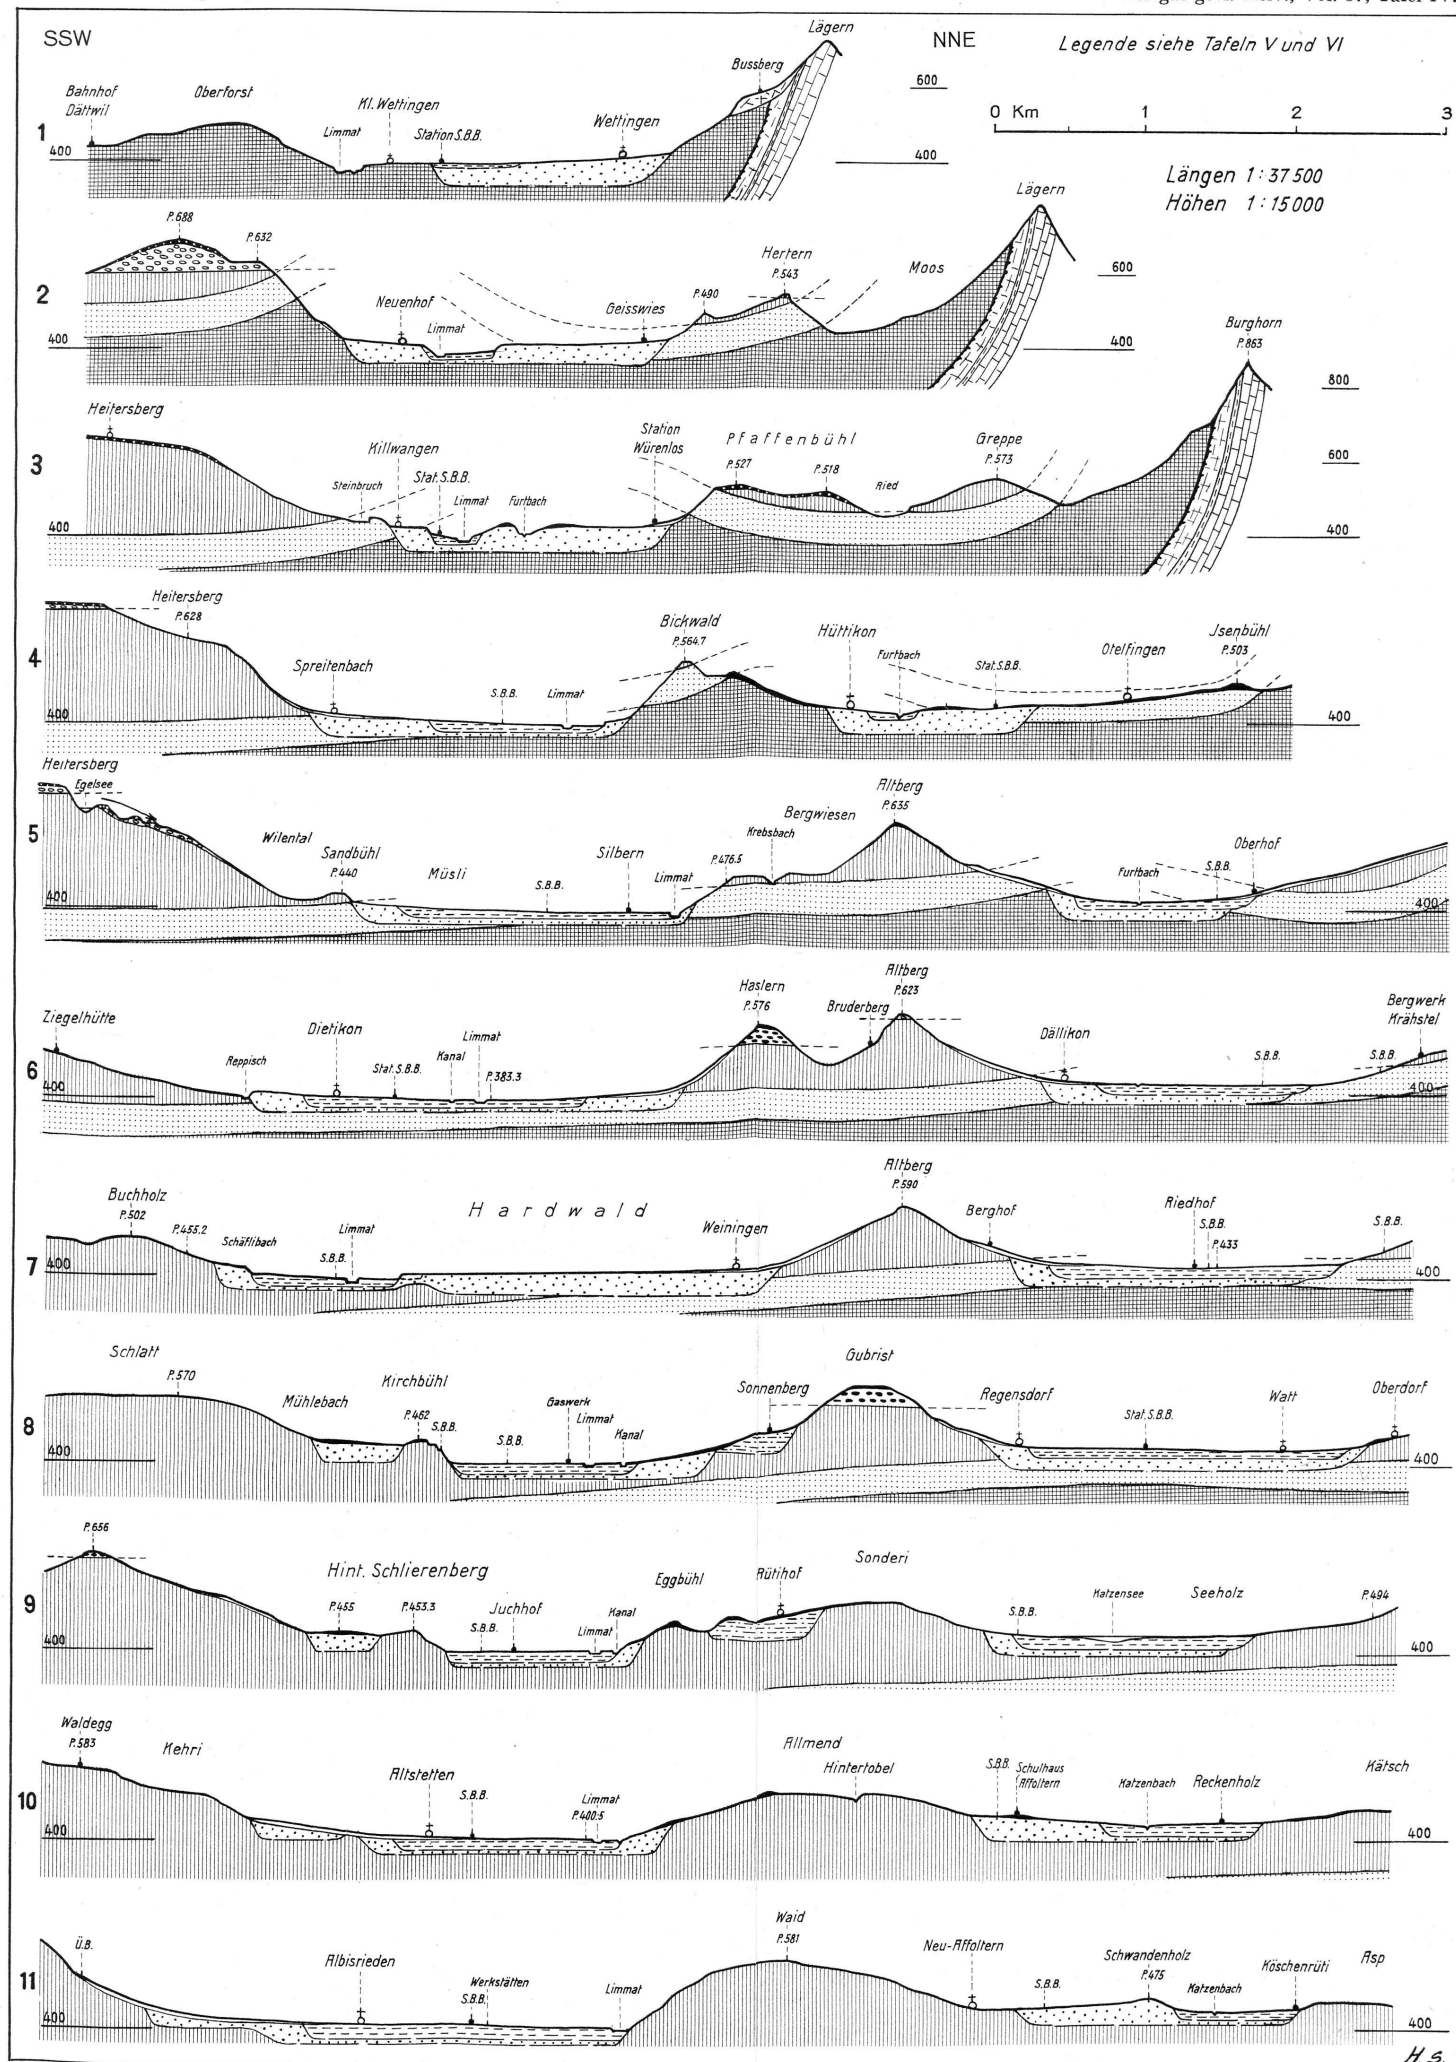 Tafel IV.
SSW
NNE
Legende siehe Tafeln V und VI
0 Km 1 2 3
Längen 1:37500
Höhen 1:15000
1
Bahnhof
Dättwil
Oberforst
Limmat
Kl. Wettingen
Station S.B.B.
Wettingen
Bussberg
Lägern
400
600
400
2
P.688
P.632
Neuenhof
Limmat
Geisswies
P.490
Hertern
P.543
Moos
Lägern
400
600
400
3
Heitersberg
Steinbruch
Killwangen
Stat. S.B.B.
Limmat
Furtbach
Station
Würenlos
Pfaffenbühl
P.527
P.518
Ried
Greppe
P.573
Burghorn
P.863
400
800
600
400
4
Heitersberg
P.628
Spreitenbach
S.B.B.
Limmat
Bickwald
P.564.7
Hüttikon
Furtbach
Stat. S.B.B.
Otelfingen
Jsenbühl
P.503
400
400
5
Heitersberg
Egelsee
Wilental
Sandbühl
P.440
Müsli
S.B.B.
Silbern
Limmat
P.476.5
Krebsbach
Bergwiesen
Altberg
P.635
Furtbach
S.B.B.
Oberhof
400
400
6
Ziegelhütte
Reppisch
Dietikon
Stat. S.B.B.
Kanal
Limmat
P.383.3
Haslern
P.576
Bruderberg
Altberg
P.623
Dällikon
S.B.B.
S.B.B.
Bergwerk
Krähstel
400
400
7
Buchholz
P.502
P.455.2
Schäflibach
S.B.B.
Limmat
Hardwald
Weiningen
Altberg
P.590
Berghof
Riedhof
S.B.B.
P.433
S.B.B.
400
400
8
Schlatt
P.570
Mühlebach
Kirchbühl
P.462
S.B.B.
S.B.B.
Gaswerk
Limmat
Kanal
Sonnenberg
Gubrist
Regensdorf
Stat. S.B.B.
Watt
Oberdorf
400
400
9
P.656
Hint. Schlierenberg
P.455
P.453.3
S.B.B.
Juchhof
Limmat
Kanal
Eggbühl
Rütihof
Sonderi
S.B.B.
Katzensee
Seeholz
P.494
400
400
10
Waldegg
P.583
Kehri
Altstetten
S.B.B.
P.400.5
Limmat
Allmend
Hintertobel
S.B.B.
Schulhaus
Affoltern
Katzenbach
Reckenholz
Kätsch
400
400
11
Ü.B.
Albisrieden
Werkstätten
S.B.B.
Limmat
Waid
P.581
Neu-Affoltern
S.B.B.
Schwandenholz
P.475
Katzenbach
Köschenrüti
Asp
400
400
H.S.